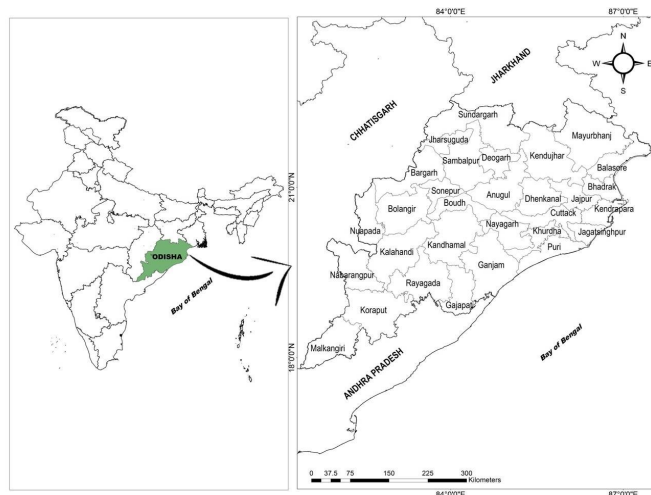 ODISHA
Bay of Bengal
84°0'0"E
87°0'0"E
21°0'0"N
18°0'0"N
N
W
E
S
JHARKHAND
CHHATISGARH
Sundargarh
Mayurbhanj
Jharsuguda
Sambalpur
Deogarh
Kendujhar
Balasore
Bargarh
Bhadrak
Sonepur
Anugul
Dhenkanal
Jajpur
Boudh
Kendrapara
Bolangir
Cuttack
Nayagarh
Khurdha
Jagatsinghpur
Nuapada
Kalahandi
Kandhamal
Puri
Ganjam
Nabarangpur
Rayagada
Gajapati
Koraput
Malkangiri
ANDHRA PRADESH
Bay of Bengal
0 37.5 75 150 225 300
Kilometers
84°0'0"E
87°0'0"E